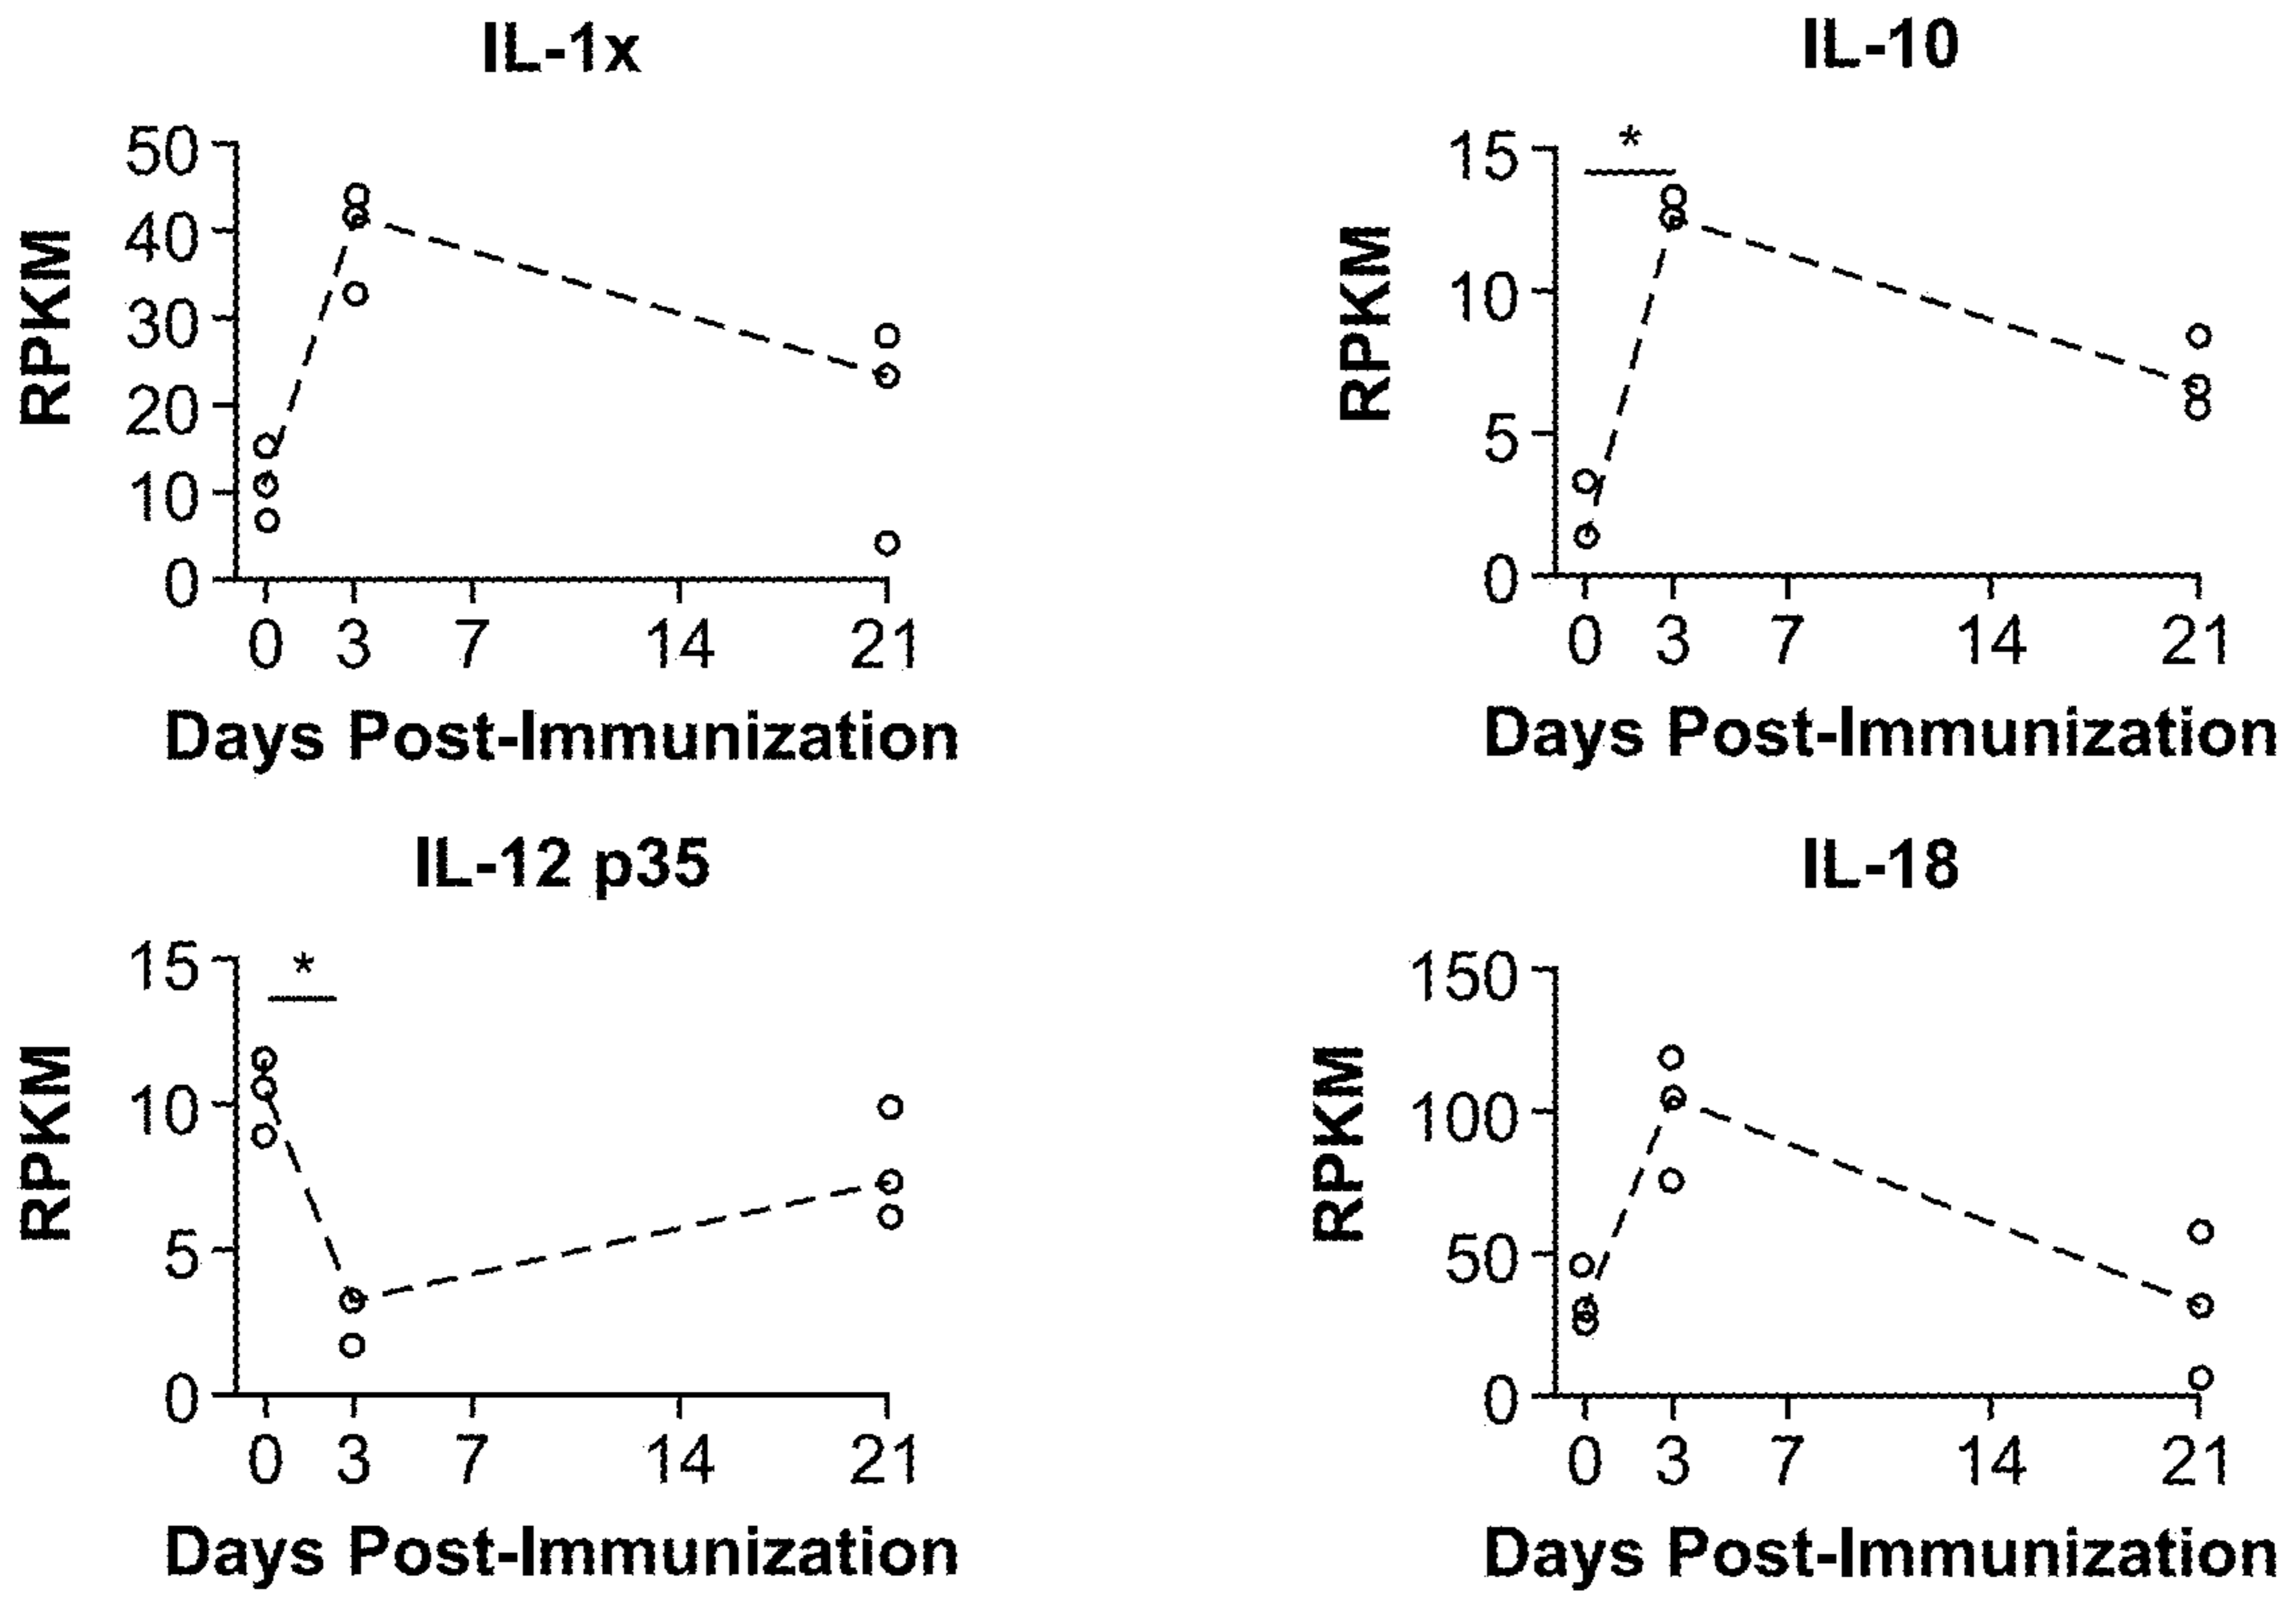 IL-1x
RPKM
50
40
30
20
10
0
0 3 7 14 21
Days Post-Immunization
IL-10
RPKM
*
15
10
5
0
0 3 7 14 21
Days Post-Immunization
IL-12 p35
RPKM
*
15
10
5
0
0 3 7 14 21
Days Post-Immunization
IL-18
RPKM
150
100
50
0
0 3 7 14 21
Days Post-Immunization